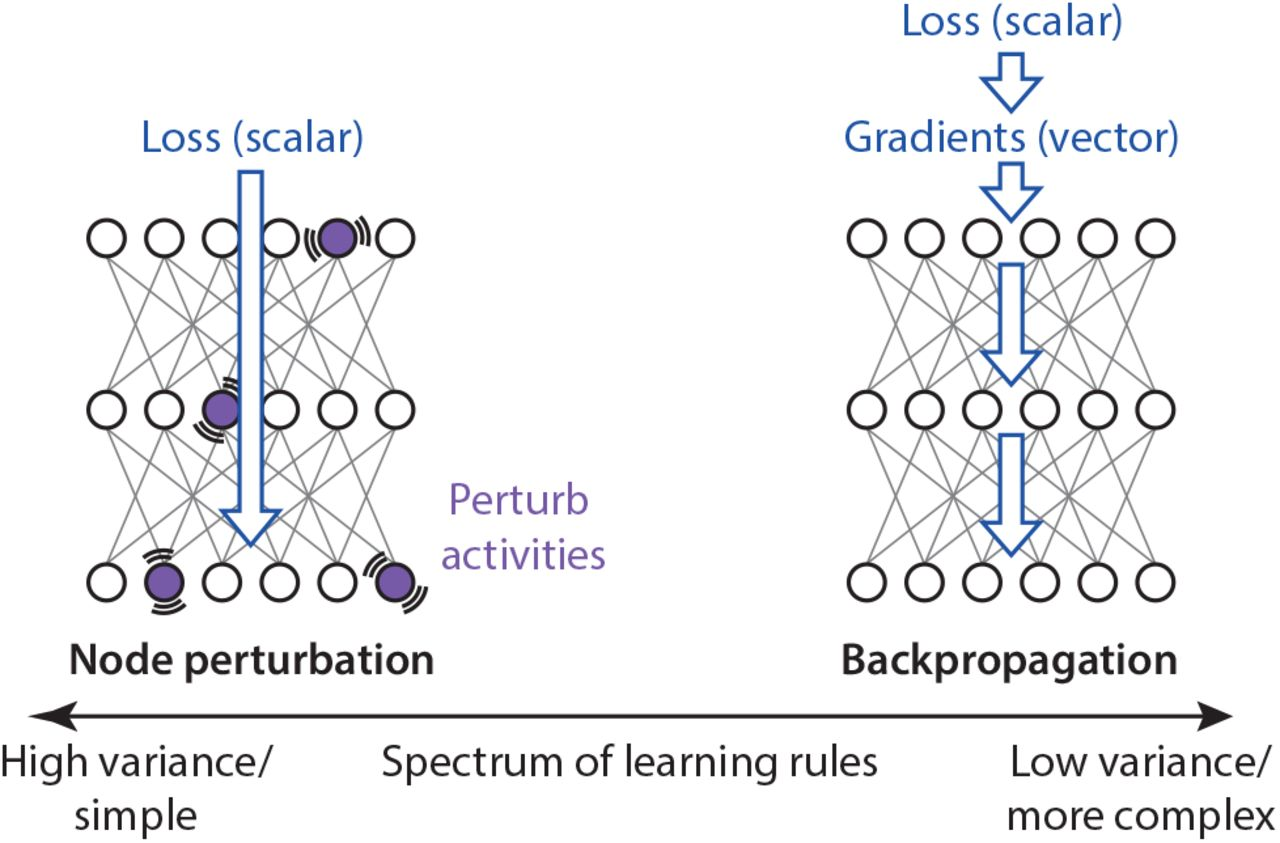 Loss (scalar)
Gradients (vector)
Loss (scalar)
Perturb
activities
Node perturbation
Backpropagation
High variance/
simple
Spectrum of learning rules
Low variance/
more complex